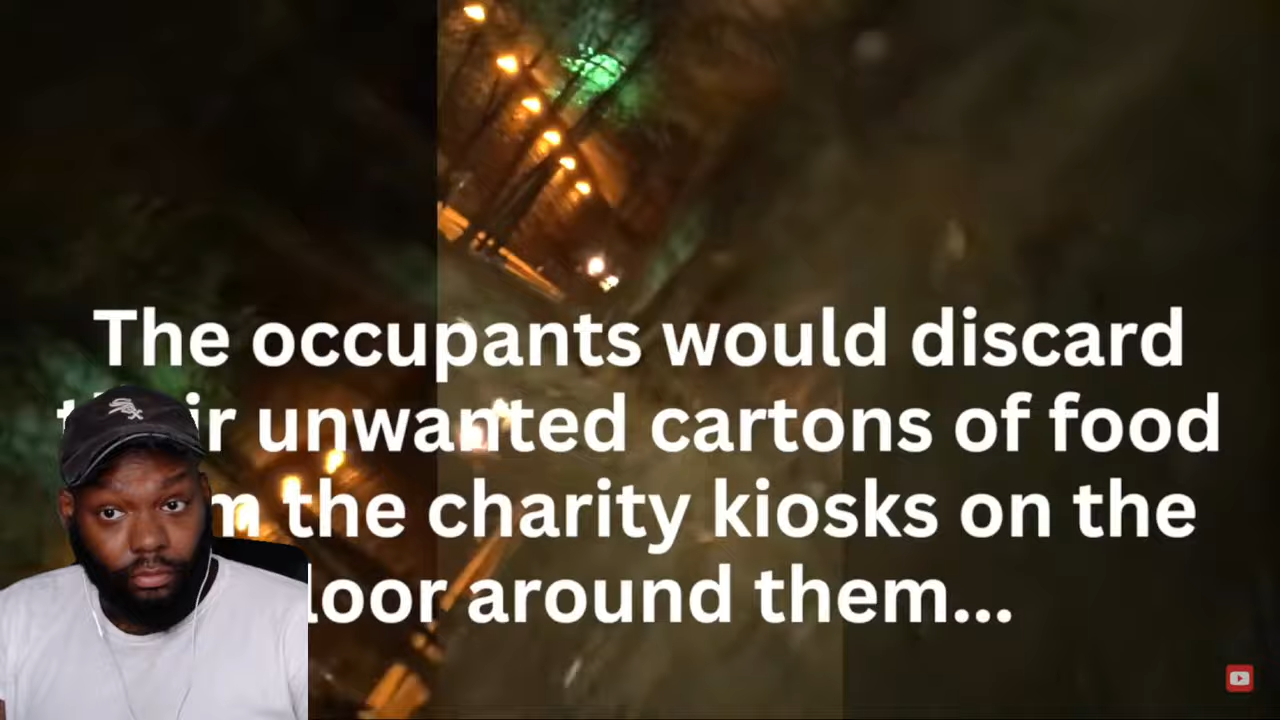 The occupants would discard
unwanted cartons of food
the charity kiosks on the
around them...